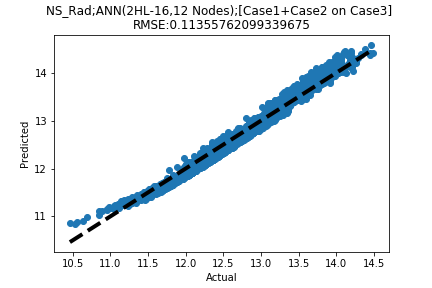 NS_Rad;ANN(2HL-16,12 Nodes);[Case1+Case2 on Case3]
RMSE:0.11355762099339675
14
13
12
11
Predicted
10.5 11.0 11.5 12.0 12.5 13.0 13.5 14.0 14.5
Actual